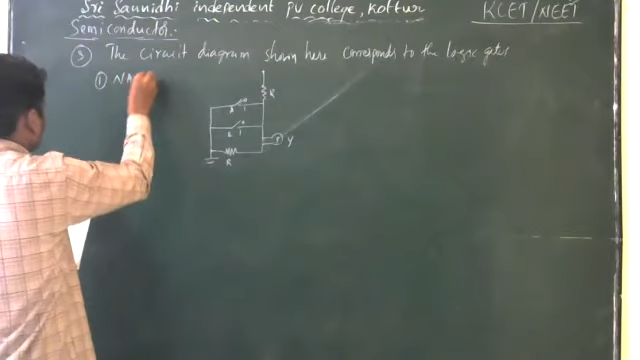 Sri Saunidhi independent PU college, Kottur
KCET/NEET
Semiconductor:-
③ The Circuit diagram shown here corresponds to the logic gates
① NA
R
A
B
R
Y